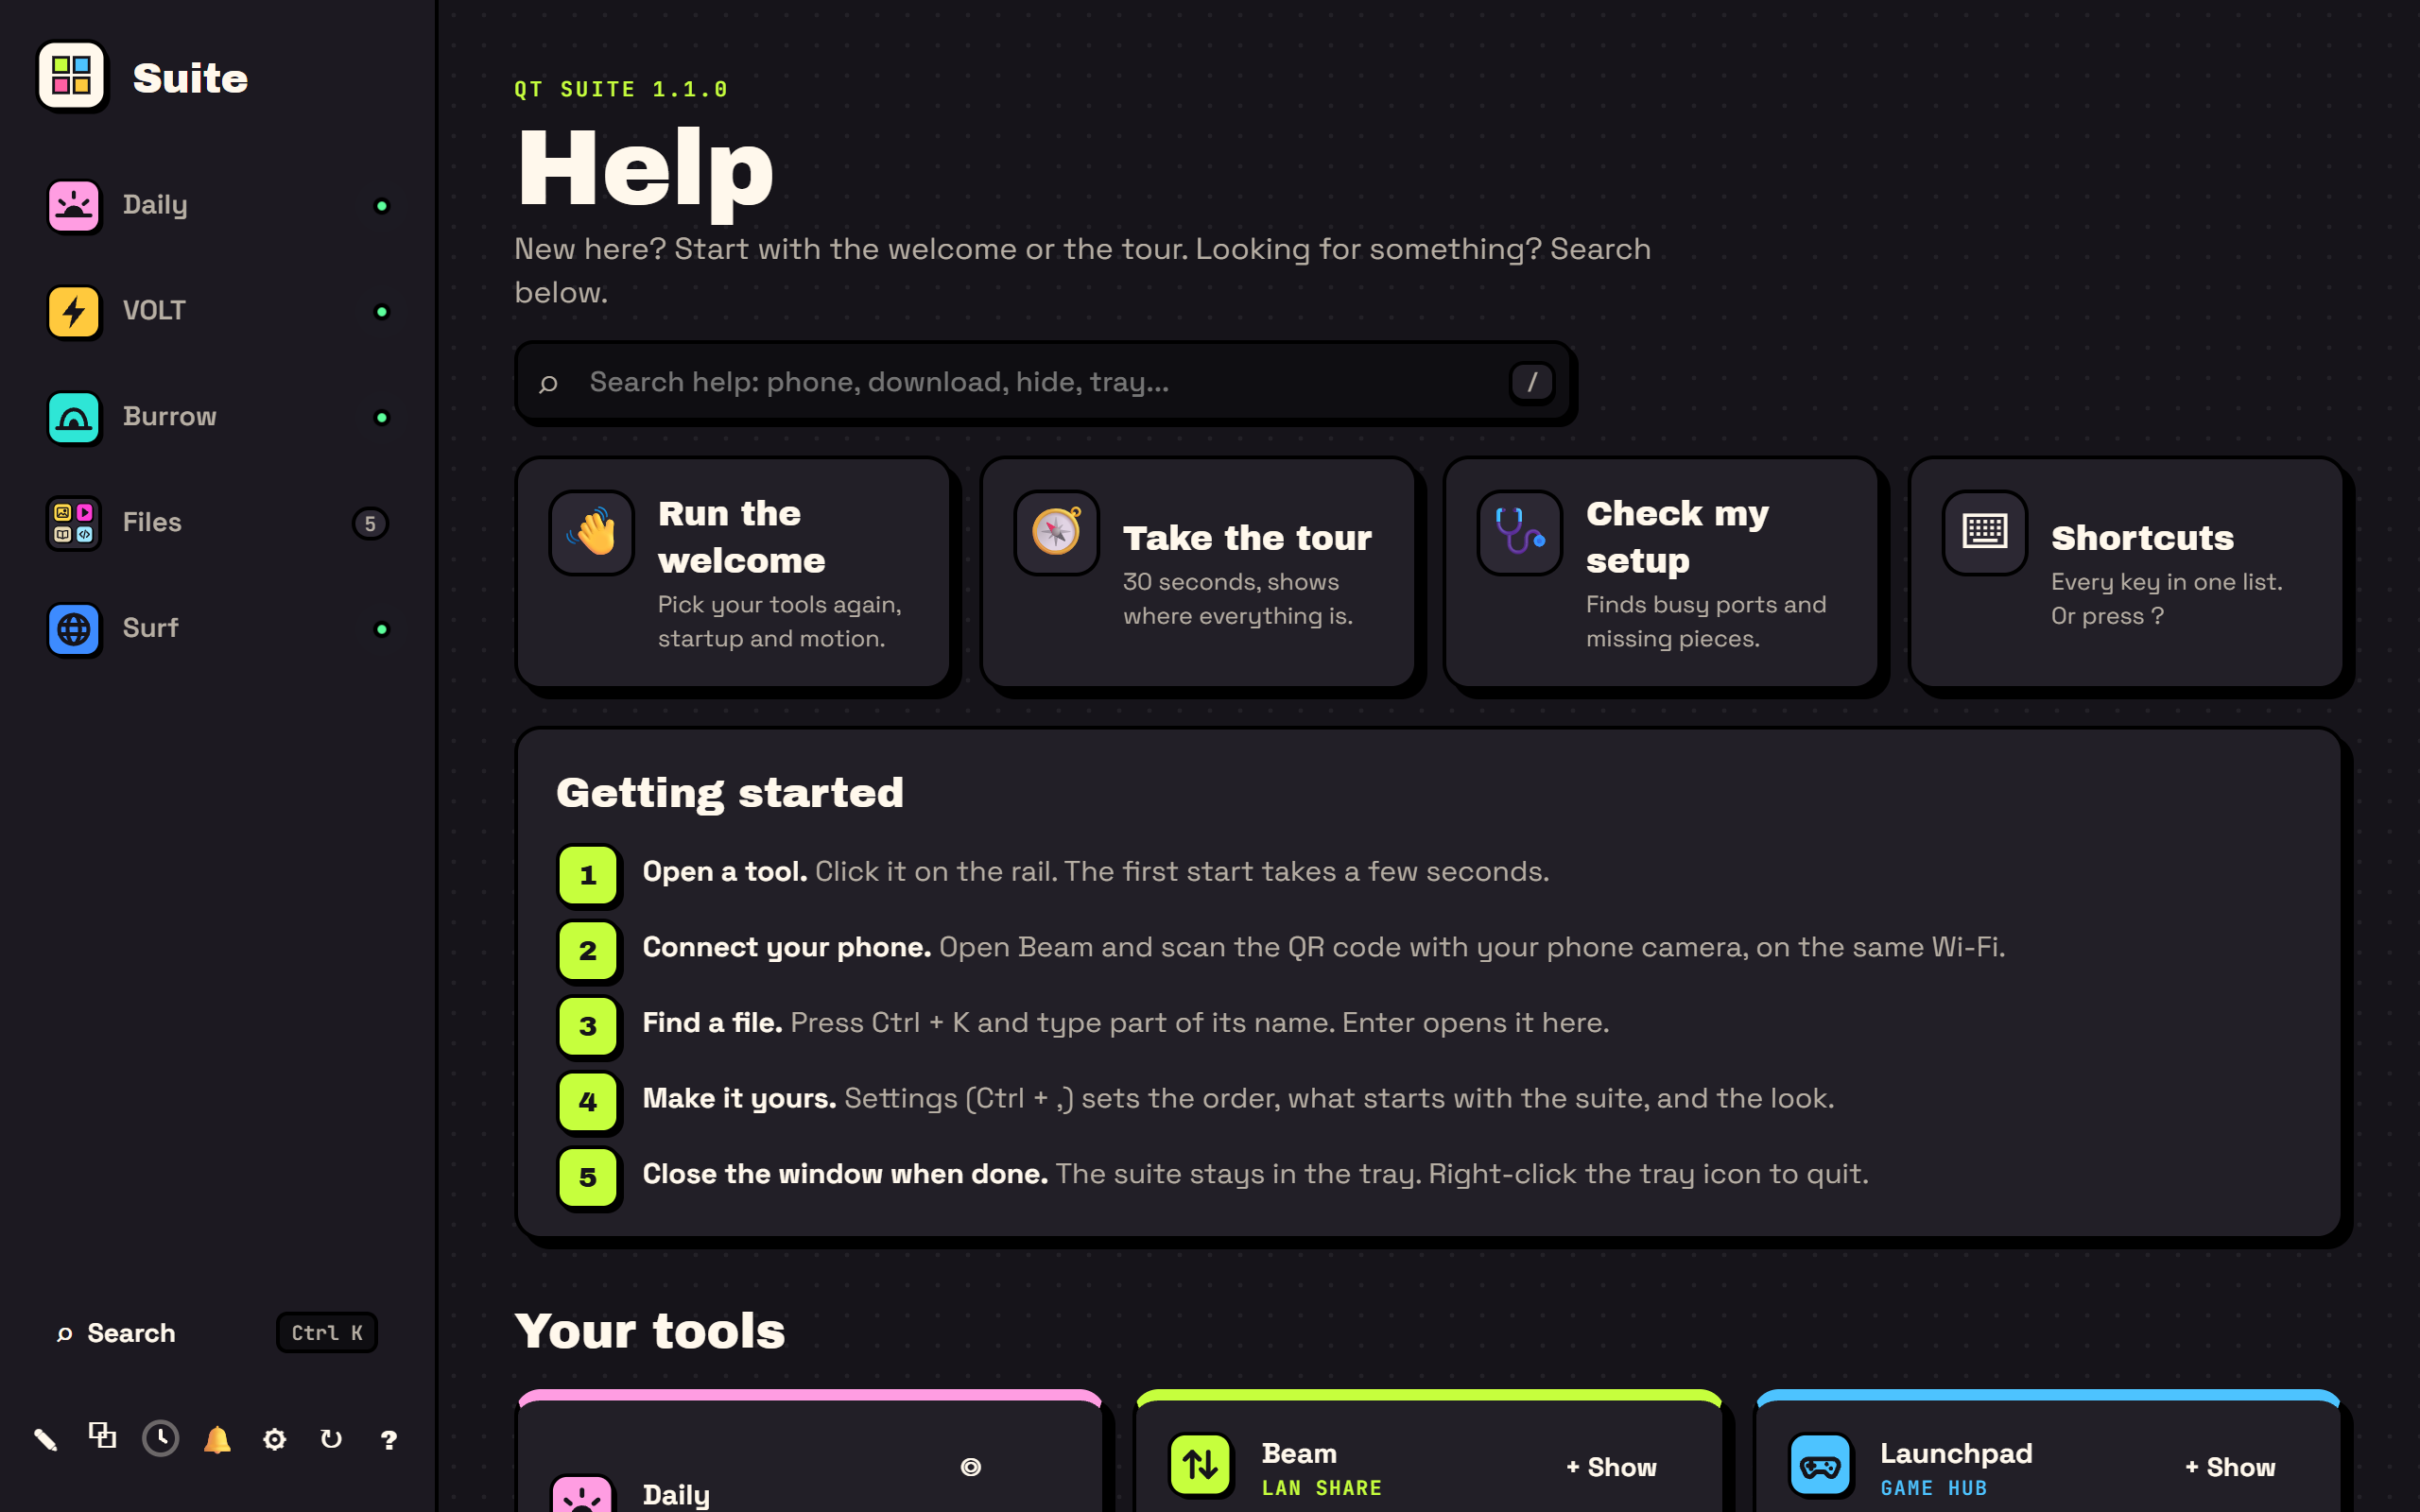 Suite
Daily
VOLT
Burrow
Files
5
Surf
Search
Ctrl K
?
QT SUITE 1.1.0
Help
New here? Start with the welcome or the tour. Looking for something? Search
below.
Search help: phone, download, hide, tray...
/
Run the
welcome
Pick your tools again,
startup and motion.
Take the tour
30 seconds, shows
where everything is.
Check my
setup
Finds busy ports and
missing pieces.
Shortcuts
Every key in one list.
Or press ?
Getting started
1
Open a tool. Click it on the rail. The first start takes a few seconds.
2
Connect your phone. Open Beam and scan the QR code with your phone camera, on the same Wi-Fi.
3
Find a file. Press Ctrl + K and type part of its name. Enter opens it here.
4
Make it yours. Settings (Ctrl + ,) sets the order, what starts with the suite, and the look.
5
Close the window when done. The suite stays in the tray. Right-click the tray icon to quit.
Your tools
Daily
Beam
LAN SHARE
+ Show
Launchpad
GAME HUB
+ Show